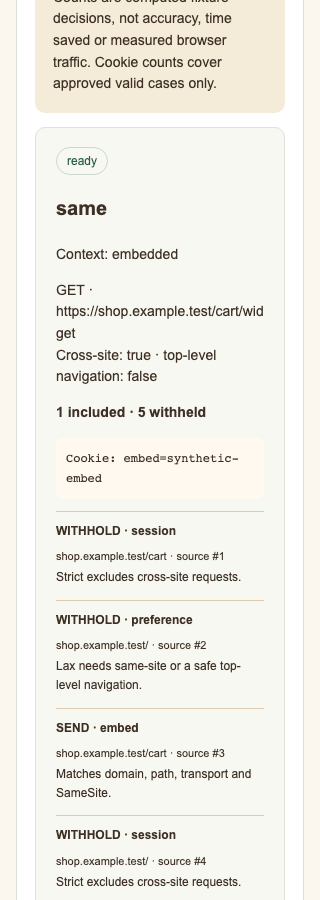 Counts are computed fixture
decisions, not accuracy, time
saved or measured browser
traffic. Cookie counts cover
approved valid cases only.
ready
same
Context: embedded
GET ·
https://shop.example.test/cart/wid
get
Cross-site: true · top-level
navigation: false
1 included · 5 withheld
Cookie: embed=synthetic-
embed
WITHHOLD · session
shop.example.test/cart · source #1
Strict excludes cross-site requests.
WITHHOLD · preference
shop.example.test/ · source #2
Lax needs same-site or a safe top-
level navigation.
SEND · embed
shop.example.test/cart · source #3
Matches domain, path, transport and
SameSite.
WITHHOLD · session
shop.example.test/ · source #4
Strict excludes cross-site requests.